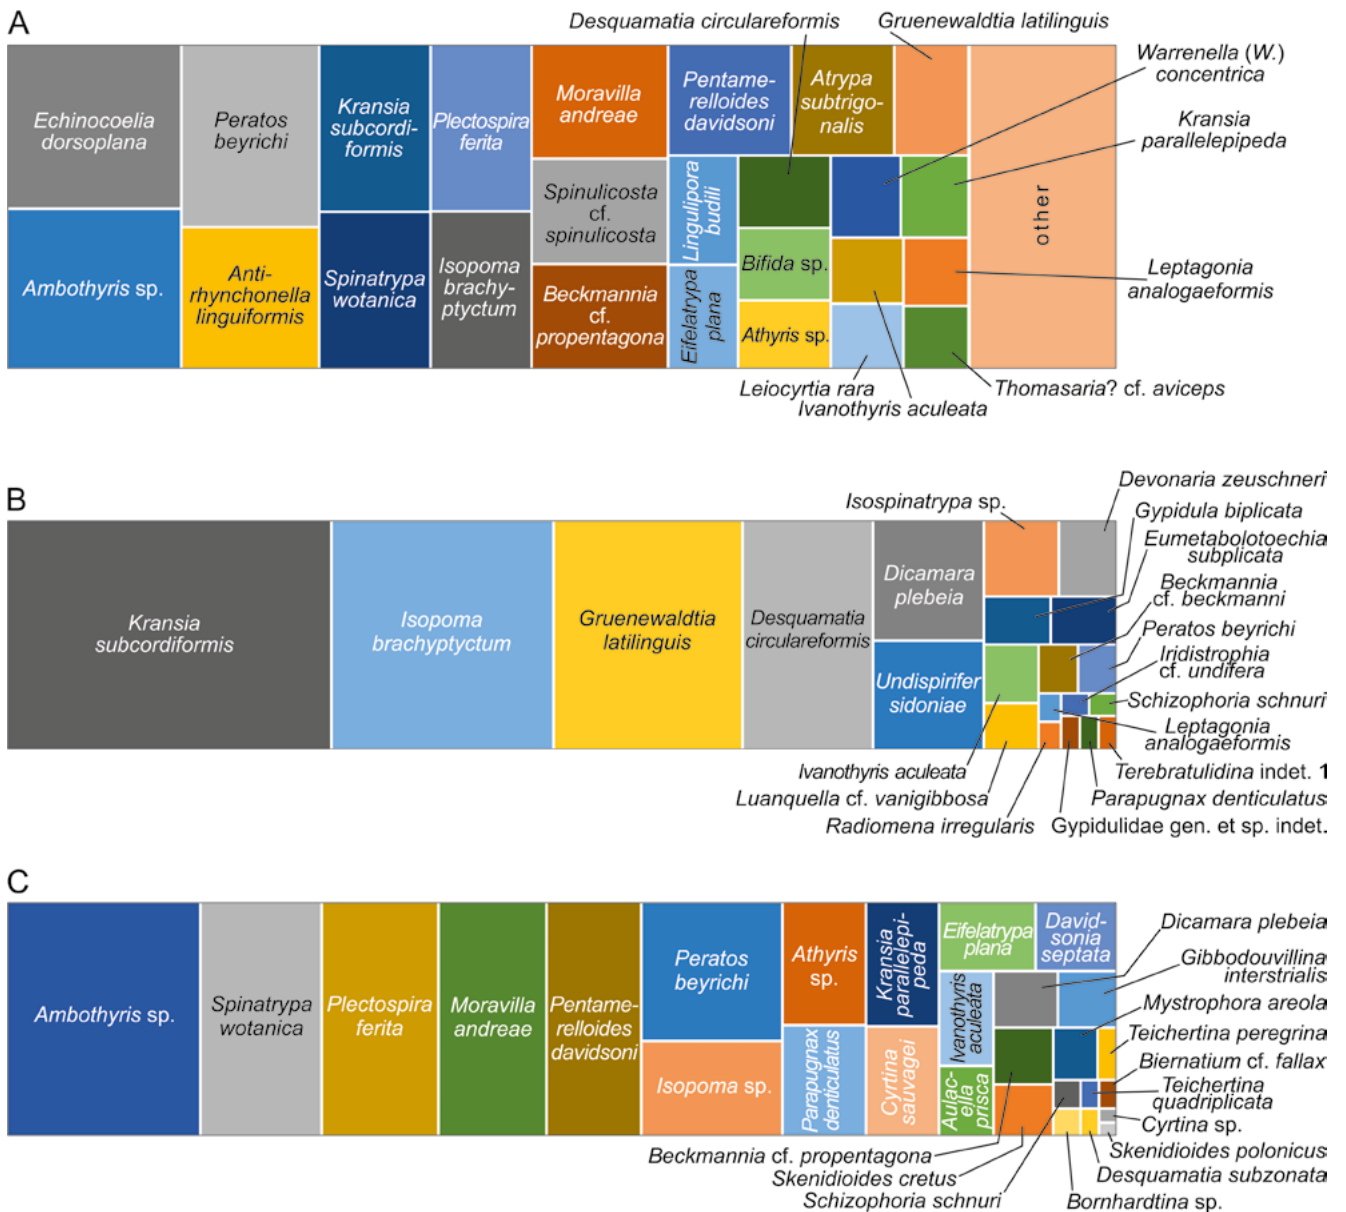 A
Desquamatia circulareformis
Gruenewaldtia latilinguis
Warrenella (W.)
concentrica
Kransia
parallelepipeda
Echinocoelia
dorsoplana
Peratos
beyrichi
Kransia
subcordi-
formis
Plectospira
ferita
Moravilla
andreae
Pentame-
relloides
davidsoni
Atrypa
subtrigo-
nalis
Spinulicosta
cf.
spinulicosta
Lingulipora
budili
Bifida sp.
other
Ambothyris sp.
Anti-
rhynchonella
linguiformis
Spinatrypa
wotanica
Isopoma
brachy-
ptyctum
Beckmannia
cf.
propentagona
Eifelatrypa
plana
Athyris sp.
Leptagonia
analogaeformis
Leiocyrtia rara
Ivanothyris aculeata
Thomasaria? cf. aviceps
B
Isospinatrypa sp.
Devonaria zeuschneri
Gypidula biplicata
Eumetabolotoechia
subplicata
Beckmannia
cf. beckmanni
Peratos beyrichi
Iridistrophia
cf. undifera
Schizophoria schnuri
Leptagonia
analogaeformis
Kransia
subcordiformis
Isopoma
brachyptyctum
Gruenewaldtia
latilinguis
Desquamatia
circulareformis
Dicamara
plebeia
Undispirifer
sidoniae
Ivanothyris aculeata
Terebratulidina indet. 1
Luanquella cf. vanigibbosa
Parapugnax denticulatus
Radiomena irregularis
Gypidulidae gen. et sp. indet.
C
Ambothyris sp.
Spinatrypa
wotanica
Plectospira
ferita
Moravilla
andreae
Pentame-
relloides
davidsoni
Peratos
beyrichi
Isopoma sp.
Athyris
sp.
Parapugnax
denticulatus
Kransia
parallelepi-
peda
Cyrtina
sauvagei
Eifelatrypa
plana
David-
sonia
septata
Ivanothyris
aculeata
Aulac-
ella
prisca
Dicamara plebeia
Gibbodouvillina
interstrialis
Mystrophora areola
Teichertina peregrina
Biernatium cf. fallax
Teichertina
quadriplicata
Cyrtina sp.
Skenidioides polonicus
Desquamatia subzonata
Bornhardtina sp.
Beckmannia cf. propentagona
Skenidioides cretus
Schizophoria schnuri